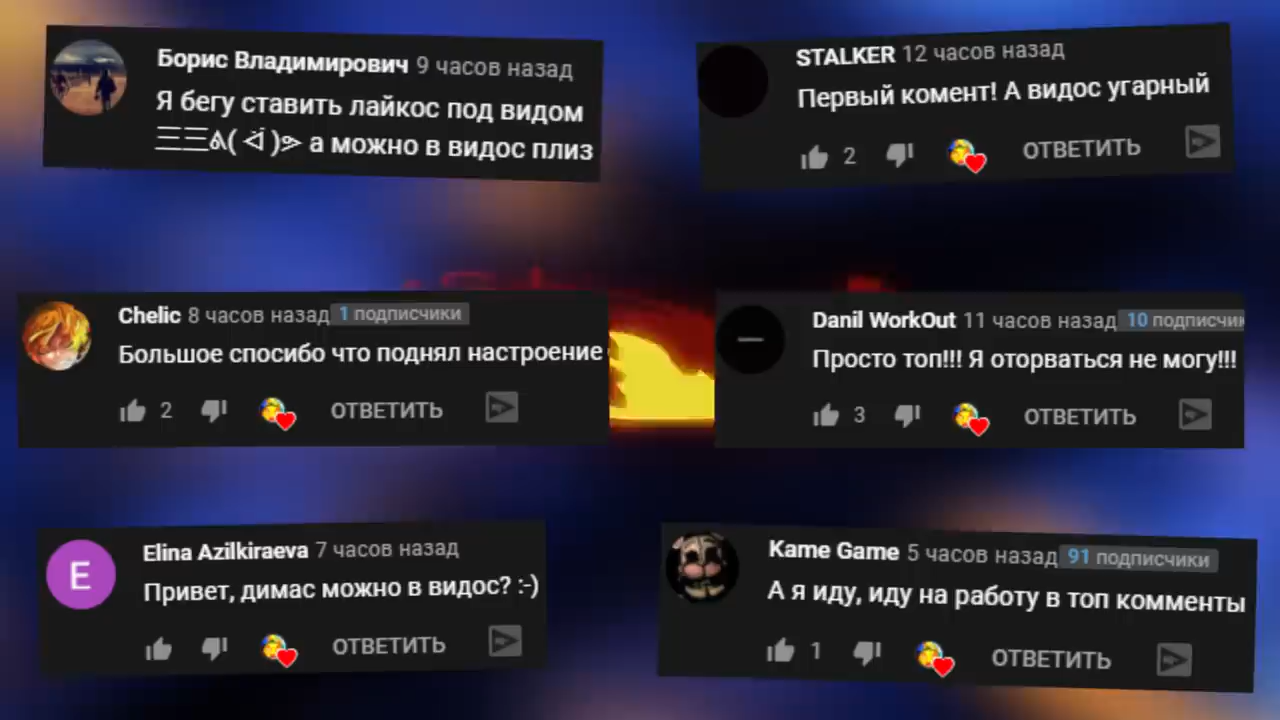 Борис Владимирович 9 часов назад
Я бегу ставить лайкос под видом
а можно в видос плиз
STALKER 12 часов назад
Первый комент! А видос угарный
2 ОТВЕТИТЬ
Chelic 8 часов назад 1 подписчики
Большое спосибо что поднял настроение
2 ОТВЕТИТЬ
Danil WorkOut 11 часов назад 10 подписчик
Просто топ!!! Я оторваться не могу!!!
3 ОТВЕТИТЬ
Elina Azilkiraeva 7 часов назад
Привет, димас можно в видос? :-)
ОТВЕТИТЬ
E
Kame Game 5 часов назад 91 подписчики
А я иду, иду на работу в топ комменты
1 ОТВЕТИТЬ